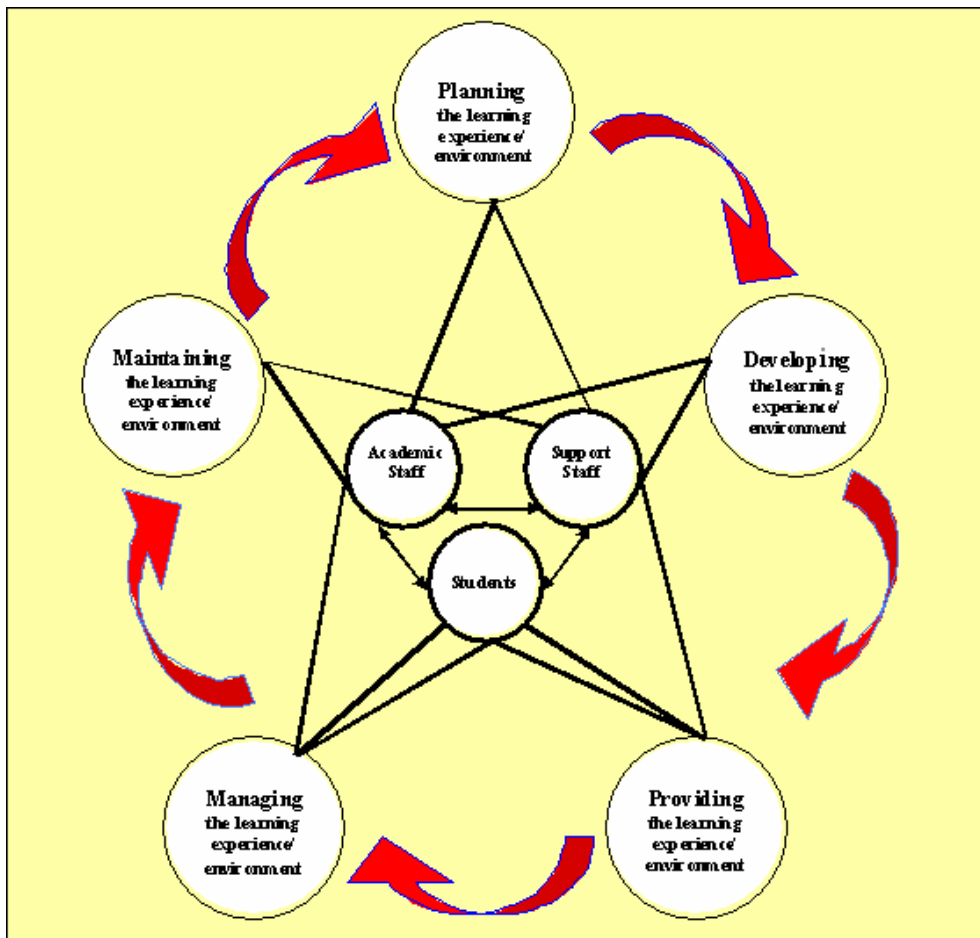 Planning
the learning
experience/
environment
Maintaining
the learning
experience/
environment
Developing
the learning
experience/
environment
Academic
Staff
Support
Staff
Students
Managing
the learning
experience/
environment
Providing
the learning
experience/
environment